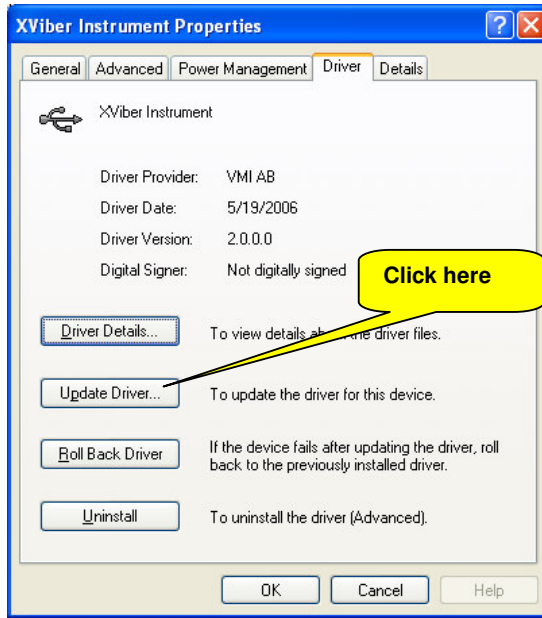 XViber Instrument Properties
General Advanced Power Management Driver Details
XViber Instrument
Driver Provider: VMI AB
Driver Date: 5/19/2006
Driver Version: 2.0.0.0
Digital Signer: Not digitally signed
Click here
Driver Details... To view details about the driver files.
Update Driver... To update the driver for this device.
Roll Back Driver If the device fails after updating the driver, roll
back to the previously installed driver.
Uninstall To uninstall the driver (Advanced).
OK Cancel Help